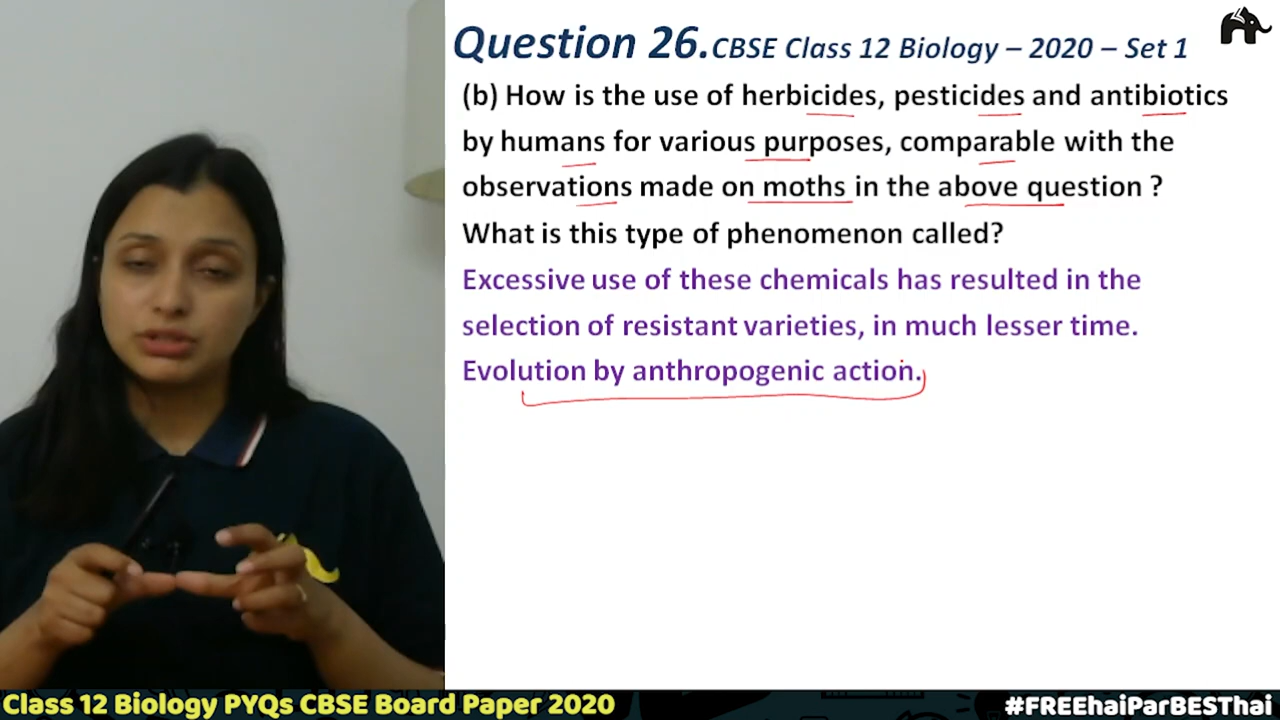 Question 26.CBSE Class 12 Biology – 2020 – Set 1
(b) How is the use of herbicides, pesticides and antibiotics
by humans for various purposes, comparable with the
observations made on moths in the above question ?
What is this type of phenomenon called?
Excessive use of these chemicals has resulted in the
selection of resistant varieties, in much lesser time.
Evolution by anthropogenic action.
Class 12 Biology PYQs CBSE Board Paper 2020
#FREEhaiParBESThai